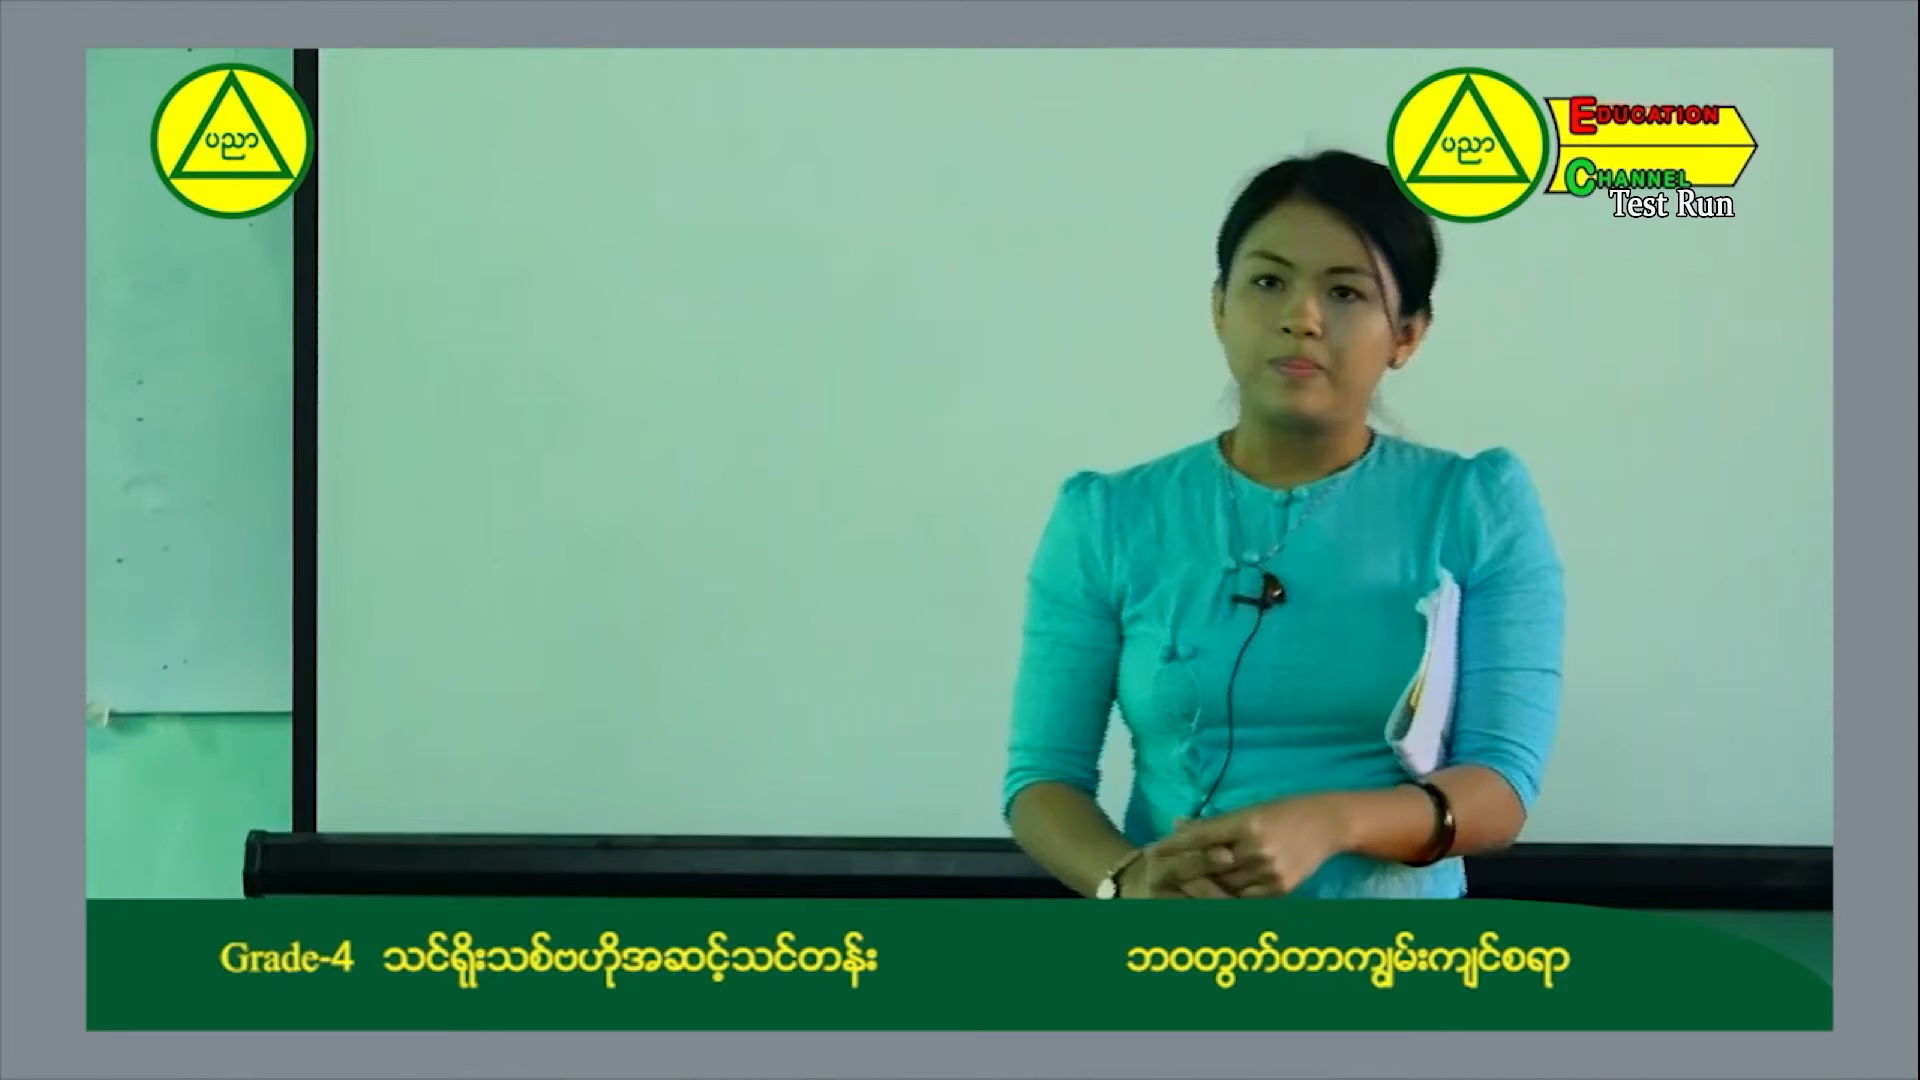 ပညာ
ပညာ
EDUCATION
CHANNEL
Test Run
Grade-4 သင်ရိုးသစ်ဗဟိုအဆင့်သင်တန်း
ဘဝတွက်တာကျွမ်းကျင်စရာ